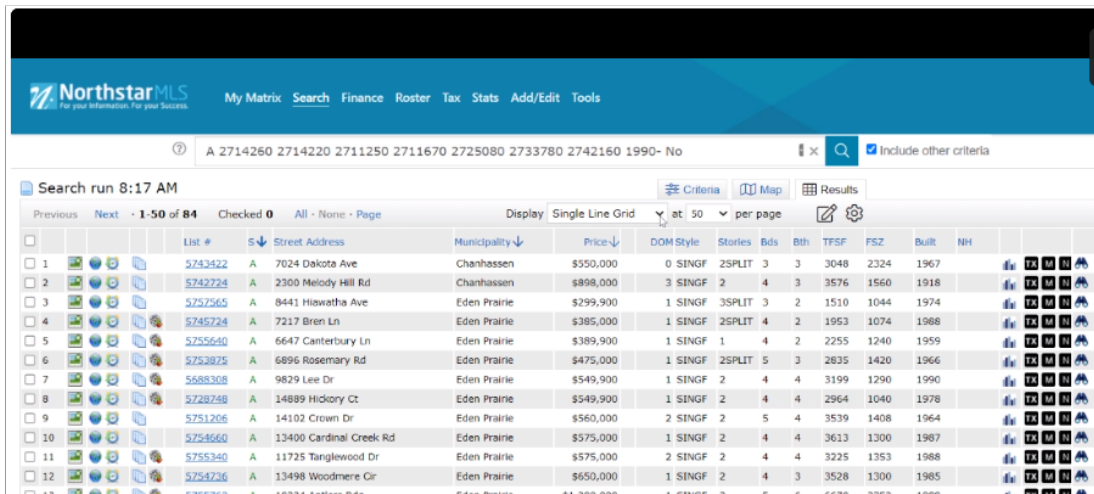 NorthstarMLS
For your Information. For your Success.
My Matrix Search Finance Roster Tax Stats Add/Edit Tools
A 2714260 2714220 2711250 2711670 2725080 2733780 2742160 1990- No
Include other criteria
Search run 8:17 AM
Criteria Map Results
Previous Next · 1-50 of 84 Checked 0 All · None · Page Display Single Line Grid at 50 per page
List # S Street Address Municipality Price DOM Style Stories Bds Bth TFSF FSZ Built NH
1 5743422 A 7024 Dakota Ave Chanhassen $550,000 0 SINGF 2SPLIT 3 3 3048 2324 1967 TX M N
2 5742724 A 2300 Melody Hill Rd Chanhassen $898,000 3 SINGF 2 4 3 3576 1560 1918 TX M N
3 5757565 A 8441 Hiawatha Ave Eden Prairie $299,900 1 SINGF 3SPLIT 3 2 1510 1044 1974 TX M N
4 5745724 A 7217 Bren Ln Eden Prairie $385,000 1 SINGF 2SPLIT 4 2 1953 1074 1988 TX M N
5 5755640 A 6647 Canterbury Ln Eden Prairie $389,900 1 SINGF 1 4 2 2255 1240 1959 TX M N
6 5753875 A 6896 Rosemary Rd Eden Prairie $475,000 1 SINGF 2SPLIT 5 3 2835 1420 1966 TX M N
7 5688308 A 9829 Lee Dr Eden Prairie $549,900 1 SINGF 2 4 4 3199 1290 1990 TX M N
8 5728748 A 14889 Hickory Ct Eden Prairie $549,900 1 SINGF 2 4 4 2964 1040 1978 TX M N
9 5751206 A 14102 Crown Dr Eden Prairie $560,000 2 SINGF 2 5 4 3539 1408 1964 TX M N
10 5754660 A 13400 Cardinal Creek Rd Eden Prairie $575,000 1 SINGF 2 4 4 3613 1300 1987 TX M N
11 5755340 A 11725 Tanglewood Dr Eden Prairie $575,000 2 SINGF 2 4 4 3225 1353 1988 TX M N
12 5754736 A 13498 Woodmere Cir Eden Prairie $650,000 1 SINGF 2 4 3 3528 1300 1985 TX M N